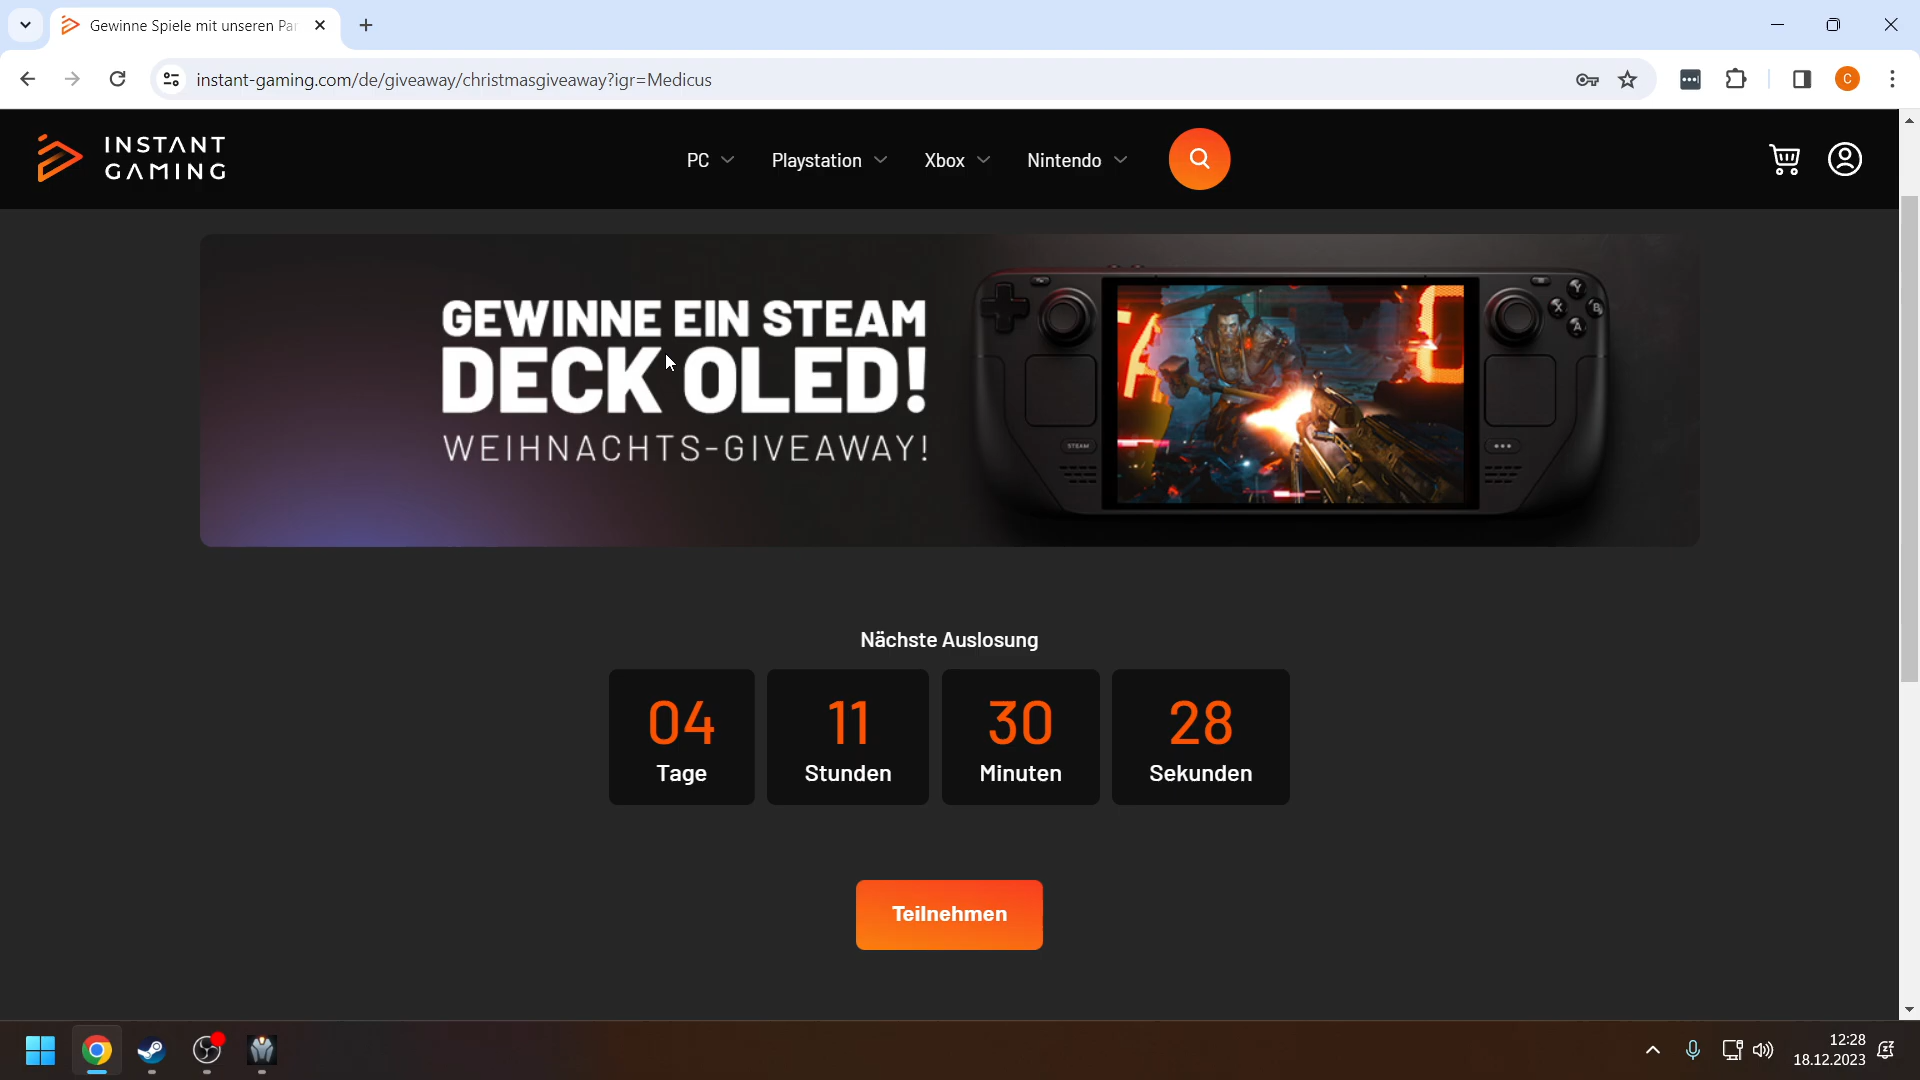 Gewinne Spiele mit unseren Par
instant-gaming.com/de/giveaway/christmasgiveaway?igr=Medicus
C
INSTANT
GAMING
PC
Playstation
Xbox
Nintendo
GEWINNE EIN STEAM
DECK OLED!
WEIHNACHTS-GIVEAWAY!
STEAM
Y
X
B
A
Nächste Auslosung
04
11
30
28
Tage
Stunden
Minuten
Sekunden
Teilnehmen
12:28
18.12.2023